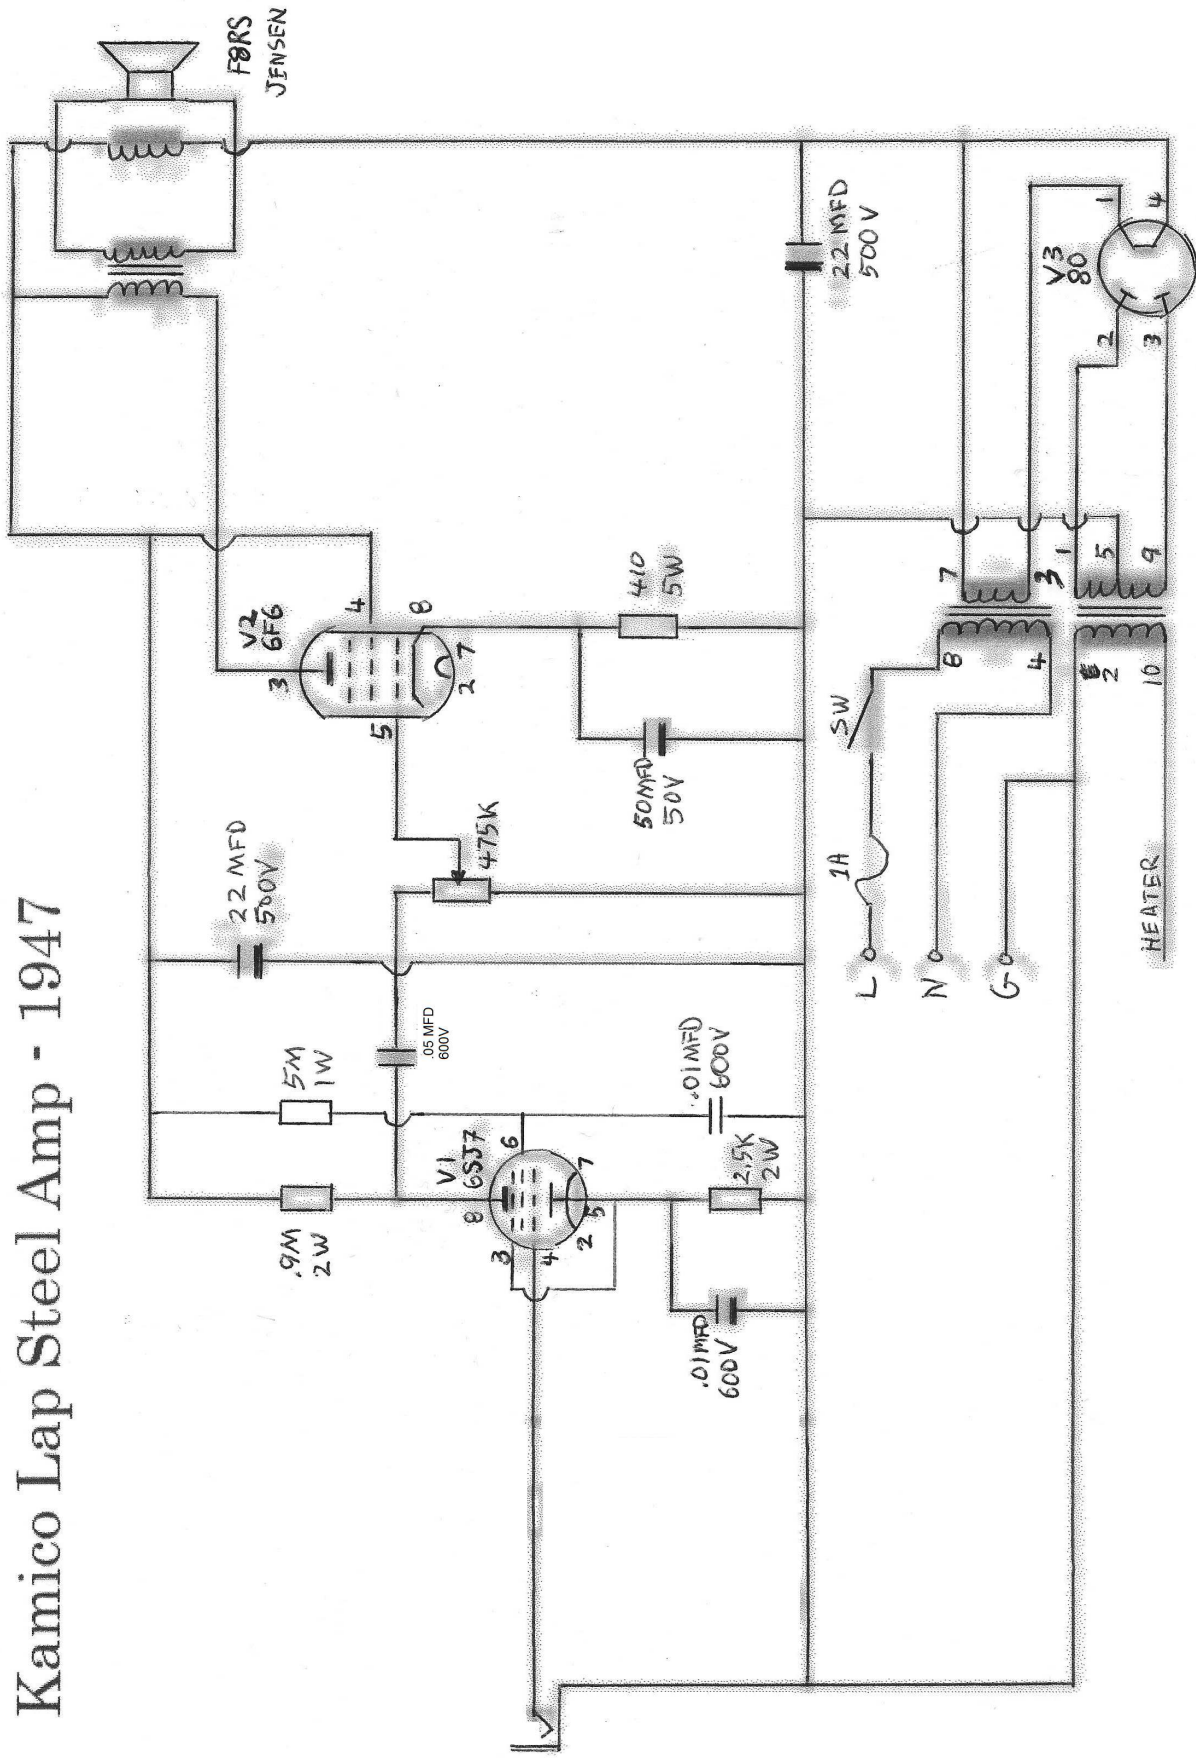 Kamico Lap Steel Amp - 1947
F8RS
JENSEN
.9M
2W
5M
1W
22 MFD
500V
V2
6F6
3
4
5
8
2
7
.05 MFD
600V
475K
V1
6SJ7
8
6
3
4
2
5
7
.01MFD
600V
2.5K
2W
.01MFD
600V
50MFD
50V
410
5W
22 MFD
500V
L
N
G
1A
SW
8
4
7
3
2
10
1
5
9
HEATER
V3
80
1
4
2
3